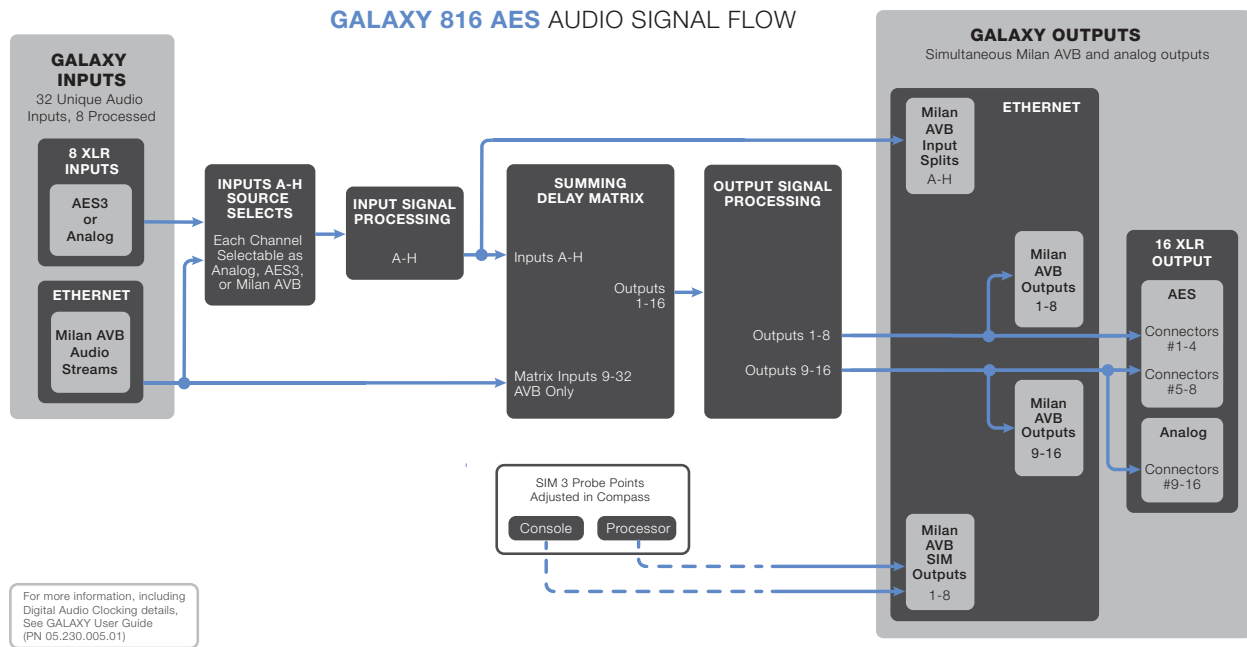 GALAXY 816 AES AUDIO SIGNAL FLOW
GALAXY
INPUTS
32 Unique Audio
Inputs, 8 Processed
8 XLR
INPUTS
AES3
or
Analog
ETHERNET
Milan AVB
Audio
Streams
INPUTS A-H
SOURCE
SELECTS
Each Channel
Selectable as
Analog, AES3,
or Milan AVB
INPUT SIGNAL
PROCESSING
A-H
SUMMING
DELAY MATRIX
Inputs A-H
Outputs
1-16
Matrix Inputs 9-32
AVB Only
OUTPUT SIGNAL
PROCESSING
Outputs 1-8
Outputs 9-16
GALAXY OUTPUTS
Simultaneous Milan AVB and analog outputs
ETHERNET
Milan
AVB
Input
Splits
A-H
Milan
AVB
Outputs
1-8
Milan
AVB
Outputs
9-16
Milan
AVB
SIM
Outputs
1-8
16 XLR
OUTPUT
AES
Connectors
#1-4
Connectors
#5-8
Analog
Connectors
#9-16
SIM 3 Probe Points
Adjusted in Compass
Console
Processor
For more information, including
Digital Audio Clocking details,
See GALAXY User Guide
(PN 05.230.005.01)